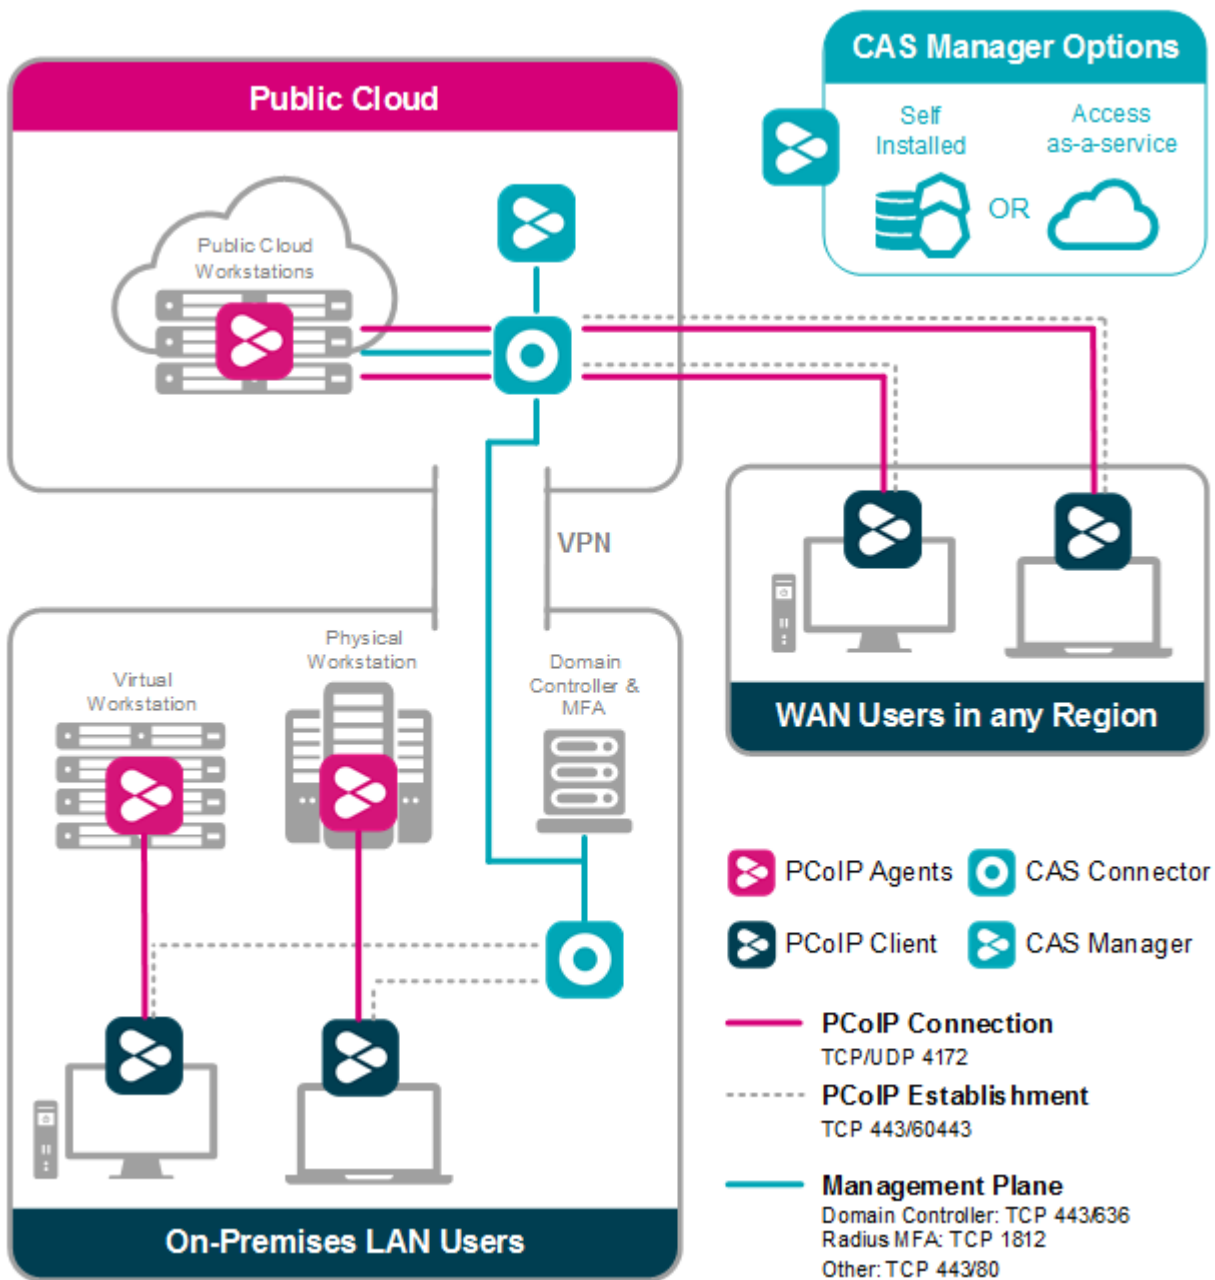 CAS Manager Options
Self
Installed
OR
Access
as-a-service
Public Cloud
Public Cloud
Workstations
VPN
WAN Users in any Region
Virtual
Workstation
Physical
Workstation
Domain
Controller &
MFA
On-Premises LAN Users
PCoIP Agents
CAS Connector
PCoIP Client
CAS Manager
PCoIP Connection
TCP/UDP 4172
PCoIP Establishment
TCP 443/60443
Management Plane
Domain Controller: TCP 443/636
Radius MFA: TCP 1812
Other: TCP 443/80